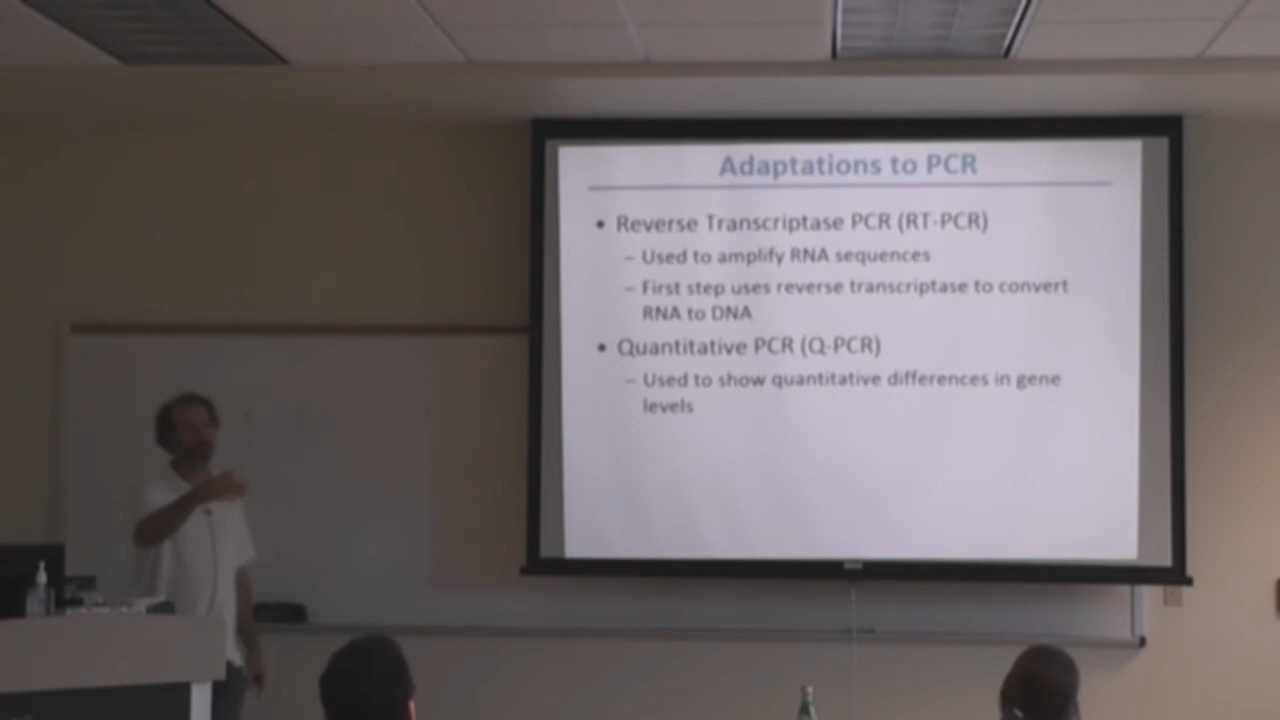 Adaptations to PCR
• Reverse Transcriptase PCR (RT-PCR)
– Used to amplify RNA sequences
– First step uses reverse transcriptase to convert
RNA to DNA
• Quantitative PCR (Q-PCR)
– Used to show quantitative differences in gene
levels